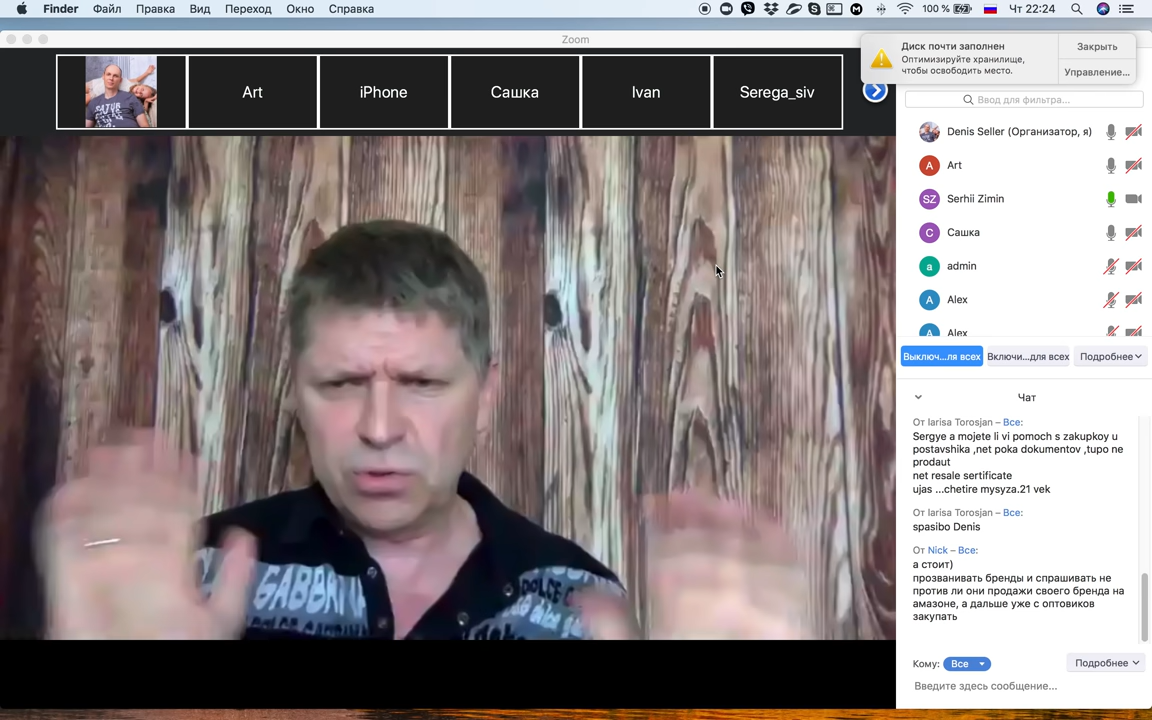 Finder Файл Правка Вид Переход Окно Справка 100 % Чт 22:24
Zoom
Диск почти заполнен
Оптимизируйте хранилище,
чтобы освободить место.
Закрыть
Управление...
Art
iPhone
Сашка
Ivan
Serega_siv
Ввод для фильтра...
Denis Seller (Организатор, я)
A Art
SZ Serhii Zimin
С Сашка
a admin
A Alex
A Alex
Выключ...ля всех
Включи...для всех
Подробнее
Чат
От larisa Torosjan – Все:
Sergye a mojete li vi pomoch s zakupkoy u
postavshika ,net poka dokumentov ,tupo ne
prodaut
net resale sertificate
ujas ...chetire mysyza.21 vek
От larisa Torosjan – Все:
spasibo Denis
От Nick – Все:
а стоит)
прозванивать бренды и спрашивать не
против ли они продажи своего бренда на
амазоне, а дальше уже с оптовиков
закупать
Кому: Все
Подробнее
Введите здесь сообщение...
GABBANA
DOLCE